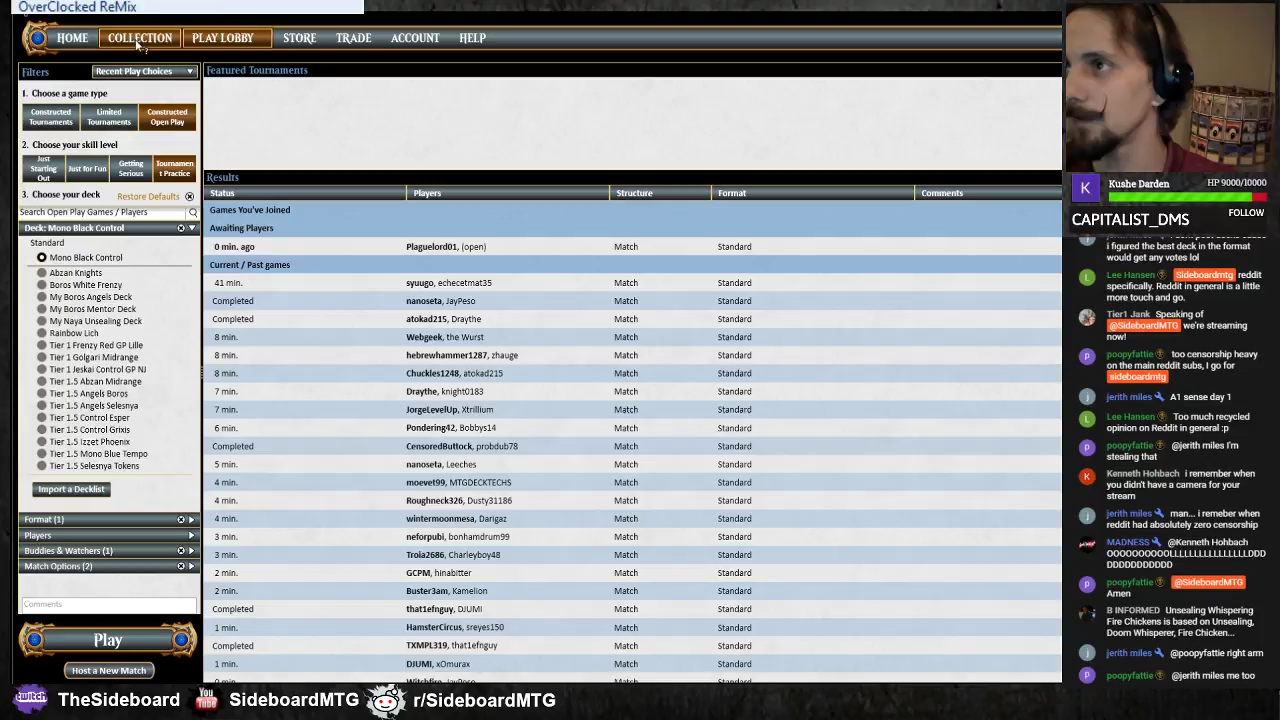 OverClocked ReMix
HOME COLLECTION PLAY LOBBY STORE TRADE ACCOUNT HELP
Filters Recent Play Choices
1. Choose a game type
Constructed Tournaments
Limited Tournaments
Constructed Open Play
2. Choose your skill level
Just Starting Out
Just for Fun
Getting Serious
Tournament Practice
3. Choose your deck Restore Defaults
Search Open Play Games / Players
Deck: Mono Black Control
Standard
Mono Black Control
Abzan Knights
Boros White Frenzy
My Boros Angels Deck
My Boros Mentor Deck
My Naya Unsealing Deck
Rainbow Lich
Tier 1 Frenzy Red GP Lille
Tier 1 Golgari Midrange
Tier 1 Jeskai Control GP NJ
Tier 1.5 Abzan Midrange
Tier 1.5 Angels Boros
Tier 1.5 Angels Selesnya
Tier 1.5 Control Esper
Tier 1.5 Control Grixis
Tier 1.5 Izzet Phoenix
Tier 1.5 Mono Blue Tempo
Tier 1.5 Selesnya Tokens
Import a Decklist
Format (1)
Players
Buddies & Watchers (1)
Match Options (2)
Comments
Play
Host a New Match
Featured Tournaments
Results
Status Players Structure Format Comments
Games You've Joined
Awaiting Players
0 min. ago Plaguelord01, (open) Match Standard
Current / Past games
41 min. syuugo, echecetmat35 Match Standard
Completed nanoseta, JayPeso Match Standard
Completed atokad215, Draythe Match Standard
8 min. Webgeek, the Wurst Match Standard
8 min. hebrewhammer1287, zhauge Match Standard
8 min. Chuckles1248, atokad215 Match Standard
7 min. Draythe, knight0183 Match Standard
7 min. JorgeLevelUp, Xtrillium Match Standard
6 min. Pondering42, Bobbys14 Match Standard
Completed CensoredButtock, probdub78 Match Standard
5 min. nanoseta, Leeches Match Standard
4 min. moevet99, MTGDECKTECHS Match Standard
4 min. Roughneck326, Dusty31186 Match Standard
4 min. wintermoonmesa, Darigaz Match Standard
3 min. neforpubi, bonhamdrum99 Match Standard
3 min. Troia2686, Charleyboy48 Match Standard
2 min. GCPM, hinabitter Match Standard
2 min. Buster3am, Kamelion Match Standard
Completed that1efnguy, DJUMI Match Standard
1 min. HamsterCircus, sreyes150 Match Standard
Completed TXMPL319, that1efnguy Match Standard
1 min. DJUMI, xOmurax Match Standard
0 min. Witchfire, JayPeso Match Standard
K Kushe Darden HP 9000/10000
CAPITALIST_DMS FOLLOW
i figured the best deck in the format
would get any votes lol
Lee Hansen Sideboardmtg reddit
specifically. Reddit in general is a little
more touch and go.
Tier1 Jank Speaking of
@SideboardMTG we're streaming
now!
poopyfattie too censorship heavy
on the main reddit subs, I go for
sideboardmtg
jerith miles A1 sense day 1
Lee Hansen Too much recycled
opinion on Reddit in general :p
poopyfattie @jerith miles I'm
stealing that
Kenneth Hohbach i remember when
you didn't have a camera for your
stream
jerith miles man... i remeber when
reddit had absolutely zero censorship
MADNESS @Kenneth Hohbach
OOOOOOOOOOLLLLLLLLLLLLLLLDDD
DDDDDDDDDDD
poopyfattie @SideboardMTG
Amen
B INFORMED Unsealing Whispering
Fire Chickens is based on Unsealing,
Doom Whisperer, Fire Chicken...
jerith miles @poopyfattie right arm
poopyfattie @jerith miles me too
twitch TheSideboard You Tube SideboardMTG r/SideboardMTG